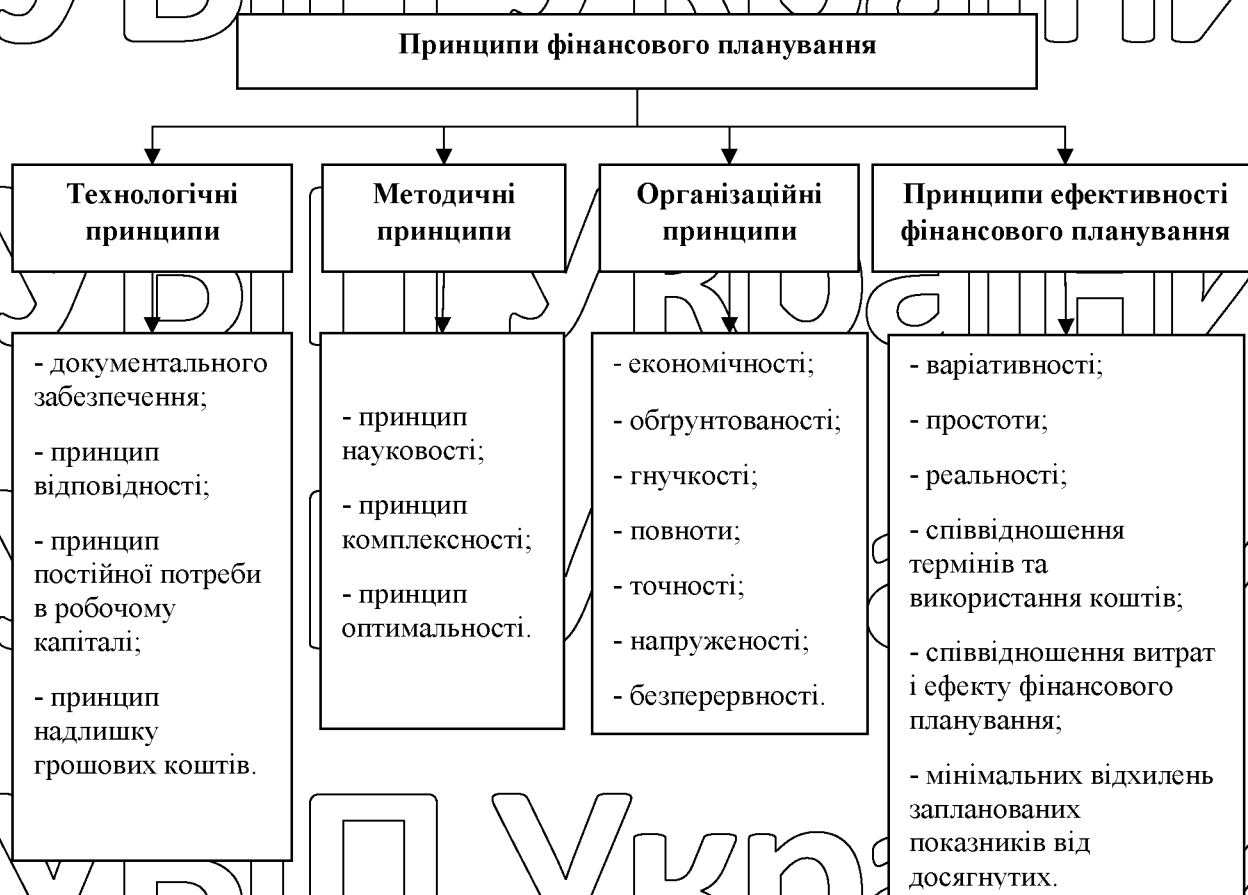 Принципи фінансового планування
Технологічні
принципи
Методичні
принципи
Організаційні
принципи
Принципи ефективності
фінансового планування
- документального
забезпечення;
- принцип
відповідності;
- принцип
постійної потреби
в робочому
капіталі;
- принцип
надлишку
грошових коштів.
- принцип
науковості;
- принцип
комплексності;
- принцип
оптимальності.
- економічності;
- обґрунтованості;
- гнучкості;
- повноти;
- точності;
- напруженості;
- безперервності.
- варіативності;
- простоти;
- реальності;
- співвідношення
термінів та
використання коштів;
- співвідношення витрат
і ефекту фінансового
планування;
- мінімальних відхилень
запланованих
показників від
досягнутих.